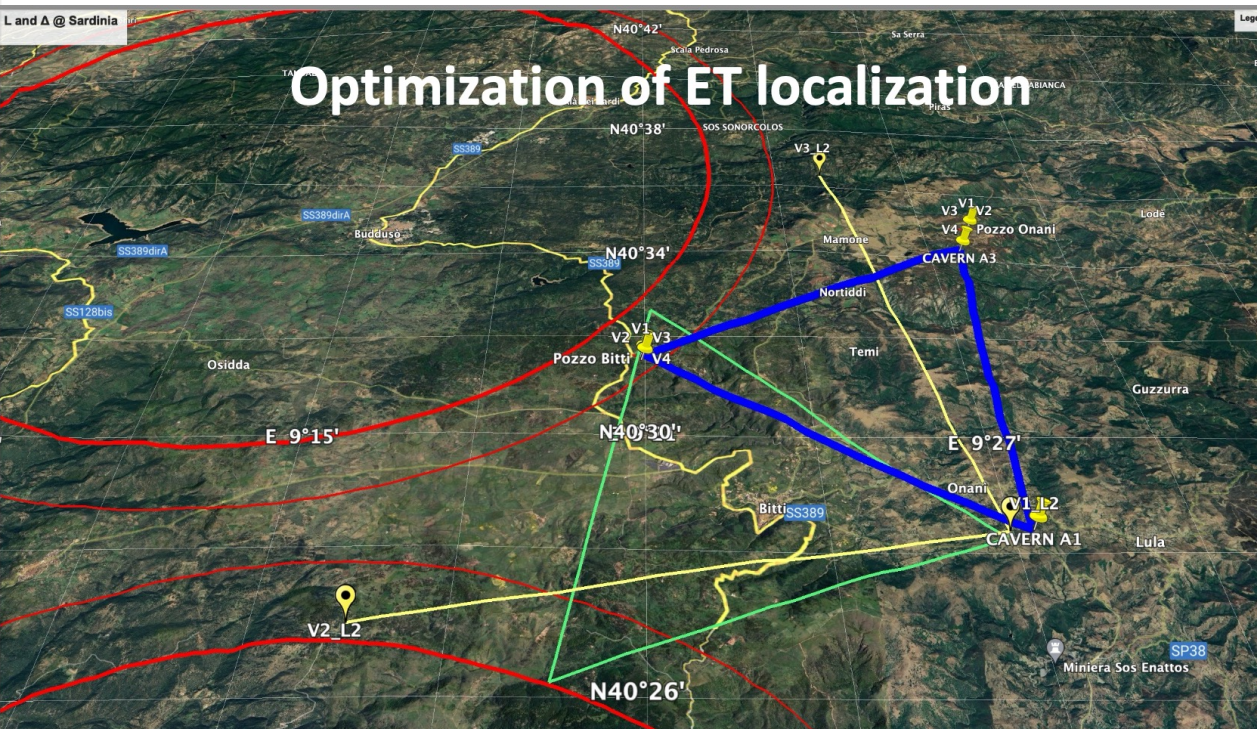 L and Δ @ Sardinia
Lege
N40°42'
Sa Serra
Scala Pedrosa
Optimization of ET localization
Piras
N40°38'
SOS SONORCOLOS
SS389
V3_L2
SS389dirA
V1
V3 V2
Lode
V4 Pozzo Onani
Buddusò
Mamone
SS389dirA
N40°34'
SS389
CAVERN A3
Nortiddi
SS128bis
V1
V2 V3
Pozzo Bitti V4
Temi
Osidda
Guzzurra
E 9°15'
N40°30'
E 9°27'
Onani
V1_L2
Bitti SS389
CAVERN A1
Lula
V2_L2
SP38
Miniera Sos Enattos
N40°26'